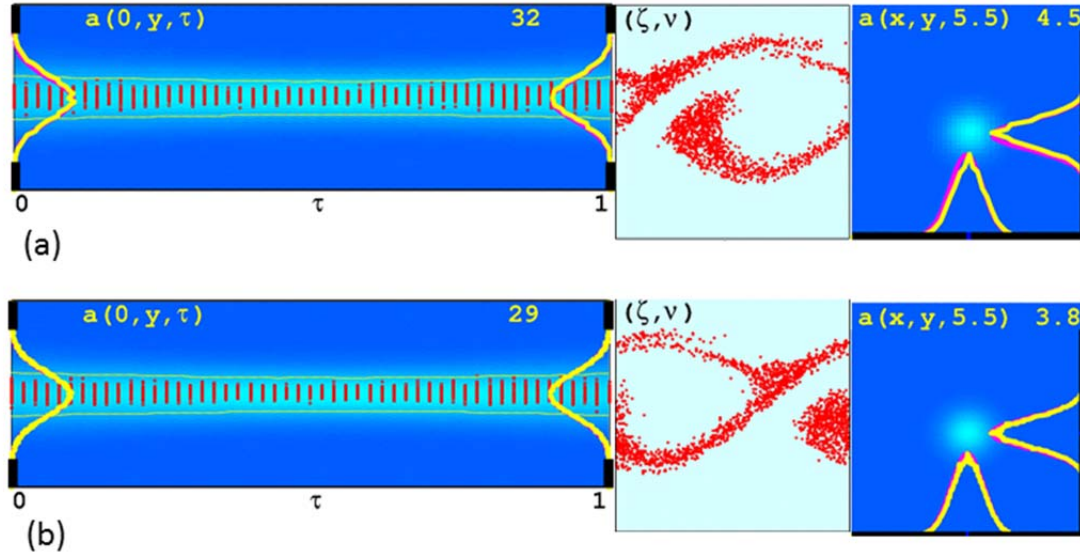 a(0,y,τ) 32 (ζ,ν) a(x,y,5.5) 4.5
0 τ 1
(a)
a(0,y,τ) 29 (ζ,ν) a(x,y,5.5) 3.8
0 τ 1
(b)